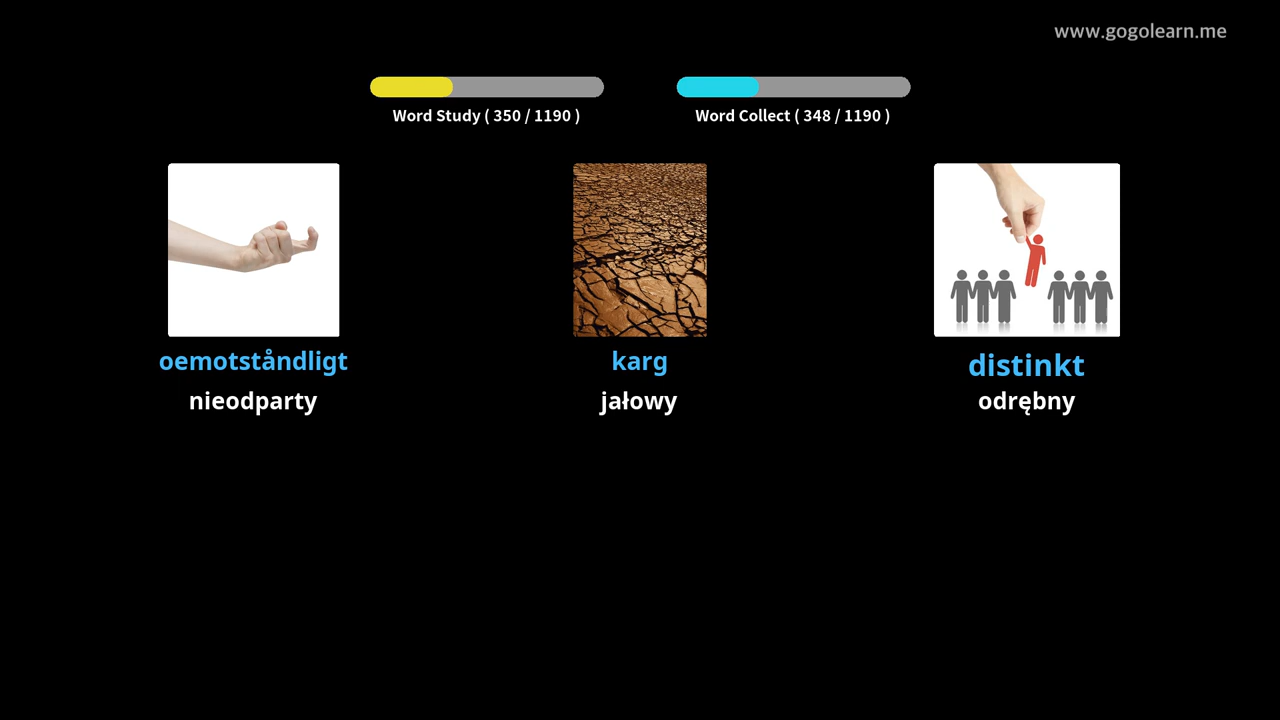 www.gogolearn.me
Word Study ( 350 / 1190 )
Word Collect ( 348 / 1190 )
oemotståndligt
karg
distinkt
nieodparty
jałowy
odrębny